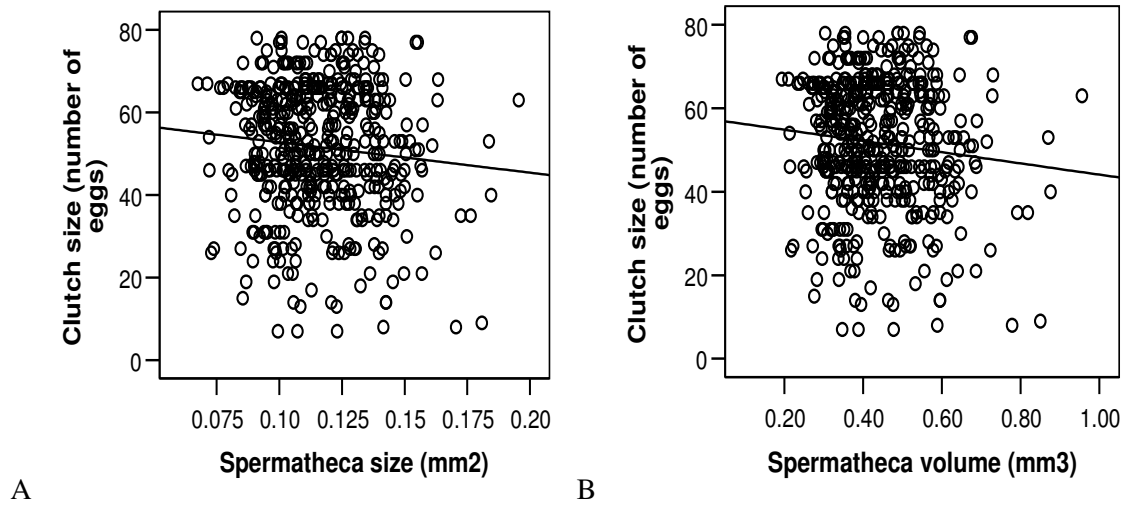 Clutch size (number of
eggs)
80
60
40
20
0
0.075 0.10 0.125 0.15 0.175 0.20
Spermatheca size (mm2)
A
Clutch size (number of
eggs)
80
60
40
20
0
0.20 0.40 0.60 0.80 1.00
Spermatheca volume (mm3)
B